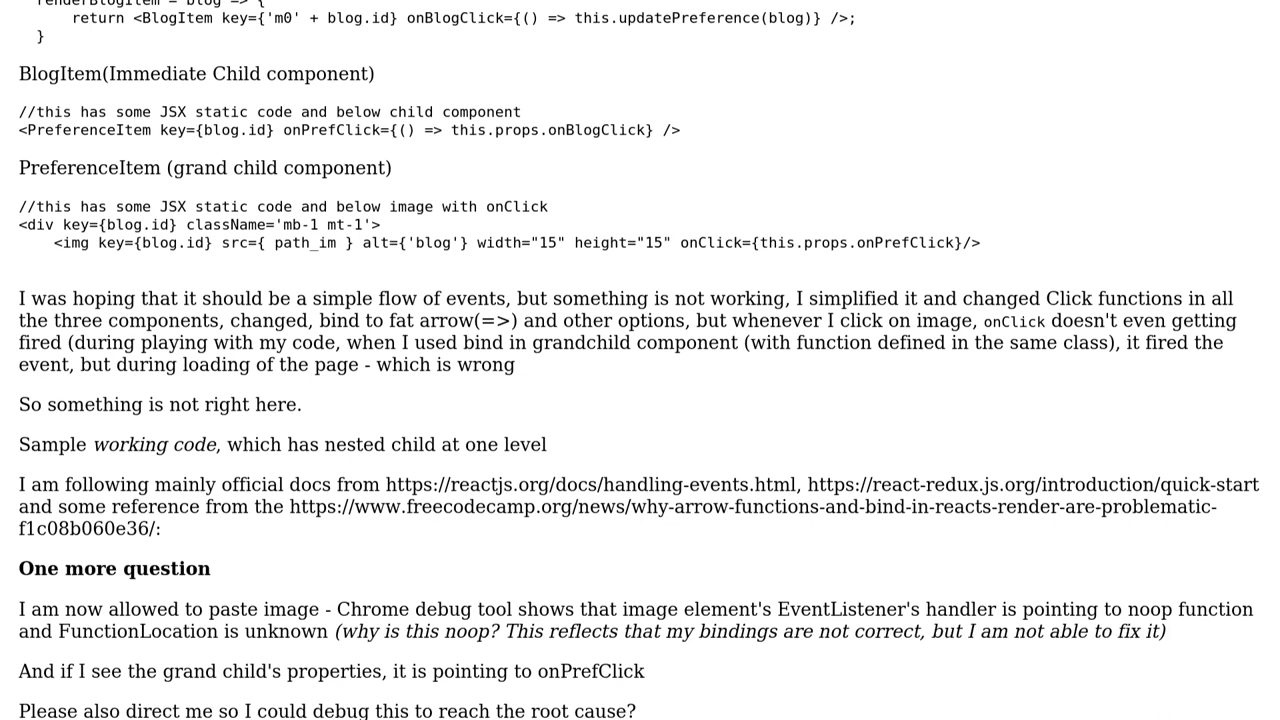 renderBlogItem = blog => {
return <BlogItem key={'m0' + blog.id} onBlogClick={() => this.updatePreference(blog)} />;
}
BlogItem(Immediate Child component)
//this has some JSX static code and below child component
<PreferenceItem key={blog.id} onPrefClick={() => this.props.onBlogClick} />
PreferenceItem (grand child component)
//this has some JSX static code and below image with onClick
<div key={blog.id} className='mb-1 mt-1'>
<img key={blog.id} src={ path_im } alt={'blog'} width="15" height="15" onClick={this.props.onPrefClick}/>
I was hoping that it should be a simple flow of events, but something is not working, I simplified it and changed Click functions in all
the three components, changed, bind to fat arrow(=>) and other options, but whenever I click on image, onClick doesn't even getting
fired (during playing with my code, when I used bind in grandchild component (with function defined in the same class), it fired the
event, but during loading of the page - which is wrong
So something is not right here.
Sample working code, which has nested child at one level
I am following mainly official docs from https://reactjs.org/docs/handling-events.html, https://react-redux.js.org/introduction/quick-start
and some reference from the https://www.freecodecamp.org/news/why-arrow-functions-and-bind-in-reacts-render-are-problematic-
f1c08b060e36/:
One more question
I am now allowed to paste image - Chrome debug tool shows that image element's EventListener's handler is pointing to noop function
and FunctionLocation is unknown (why is this noop? This reflects that my bindings are not correct, but I am not able to fix it)
And if I see the grand child's properties, it is pointing to onPrefClick
Please also direct me so I could debug this to reach the root cause?